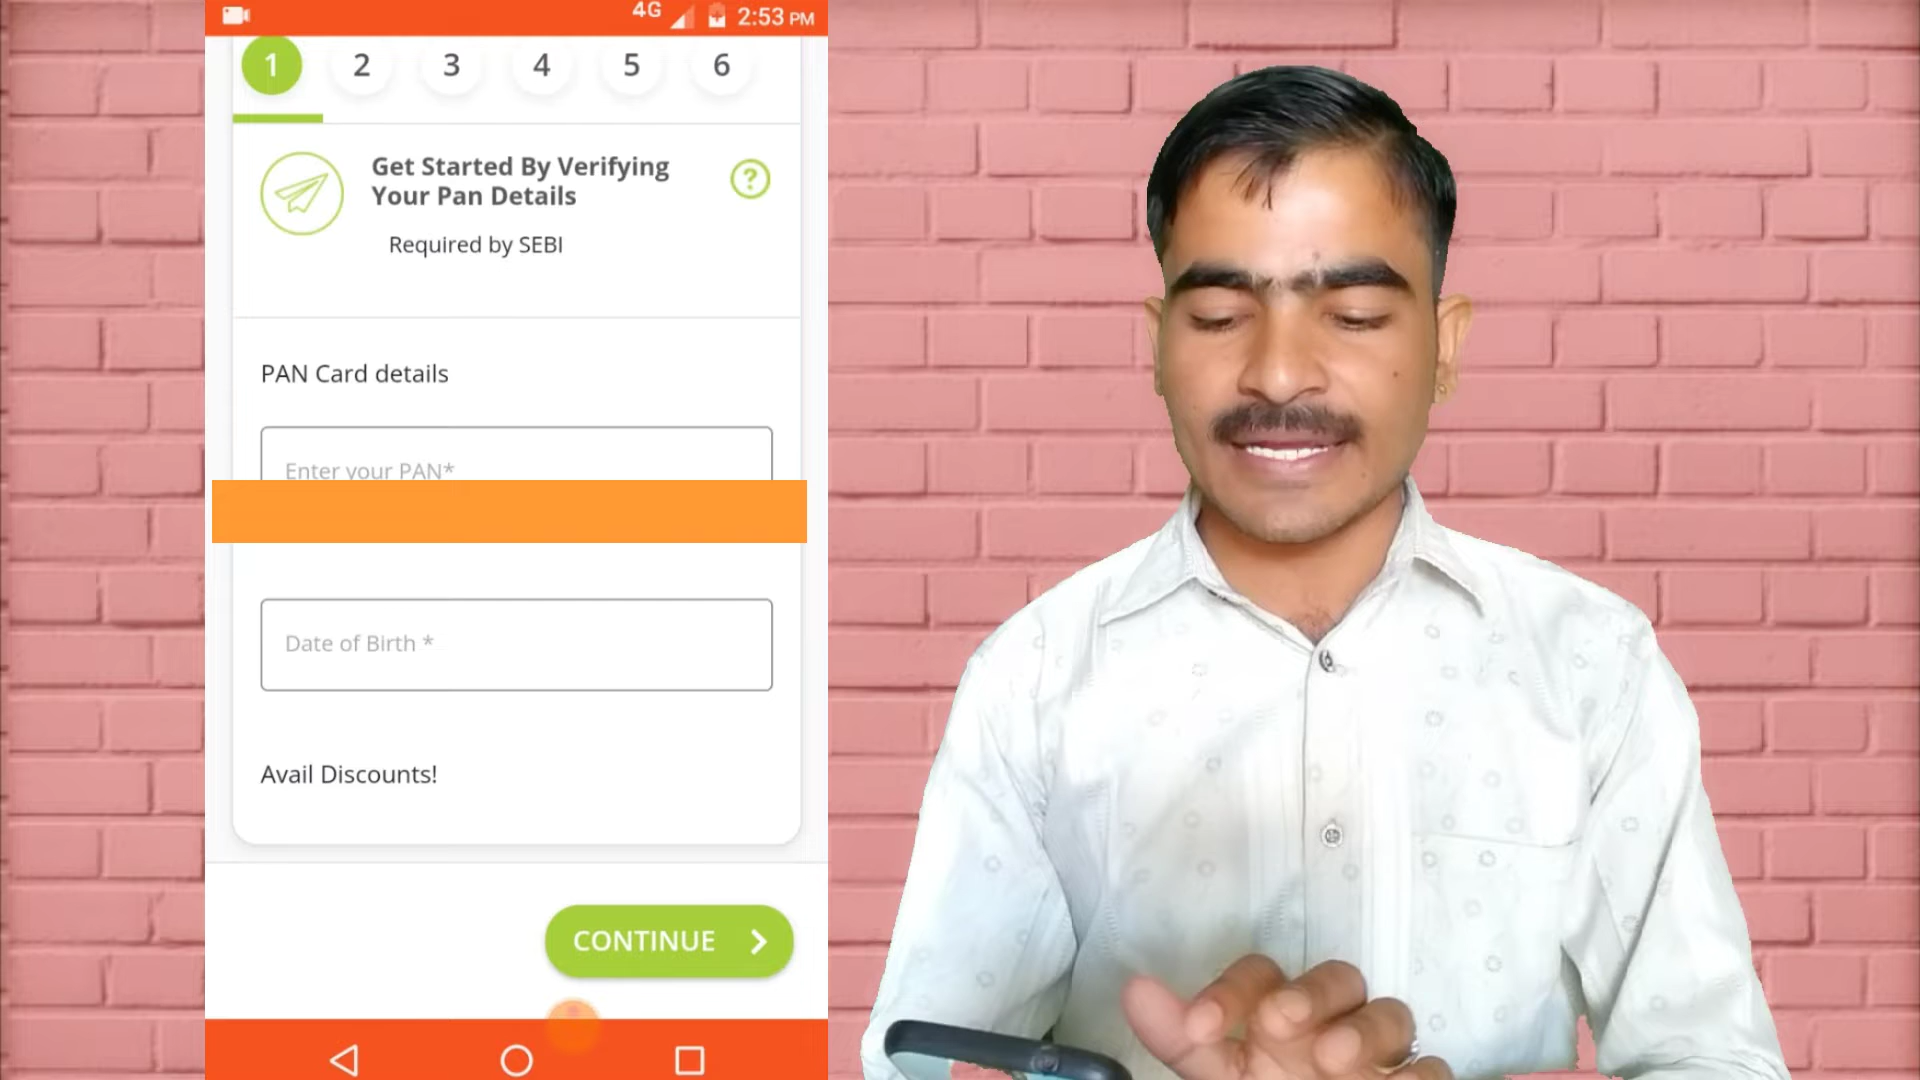 4G 2:53 PM
1 2 3 4 5 6
Get Started By Verifying
Your Pan Details
Required by SEBI
?
PAN Card details
Enter your PAN*
Date of Birth *
Avail Discounts!
CONTINUE